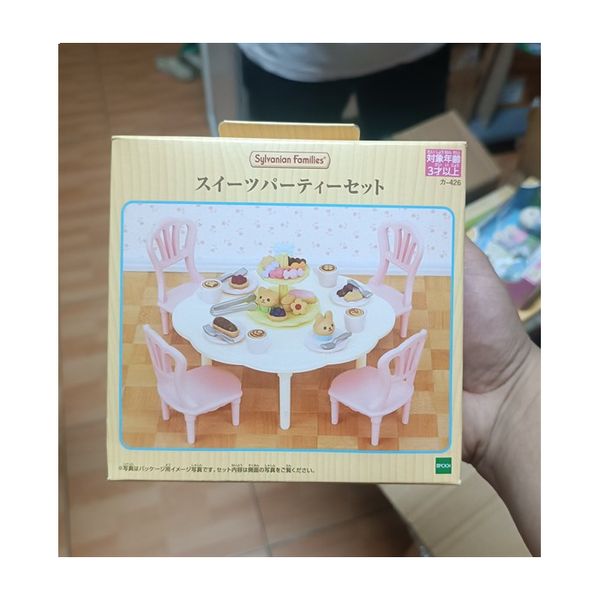 Sylvanian Families®
スイーツパーティーセット
対象年齢
3才以上
カ-426
※写真はパッケージ用イメージ写真です。セット内容は側面の写真をご覧ください。
EPOCH